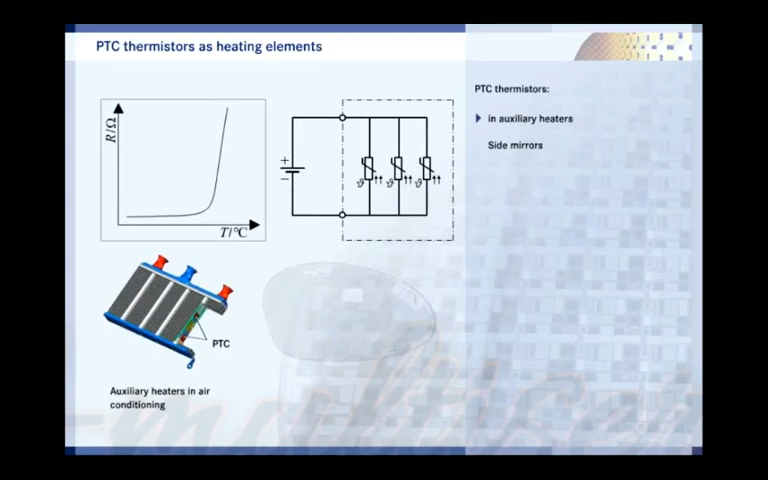 PTC thermistors as heating elements
PTC thermistors:
in auxiliary heaters
Side mirrors
R/Ω
T/°C
+
−
ϑ
ϑ
ϑ
PTC
Auxiliary heaters in air
conditioning